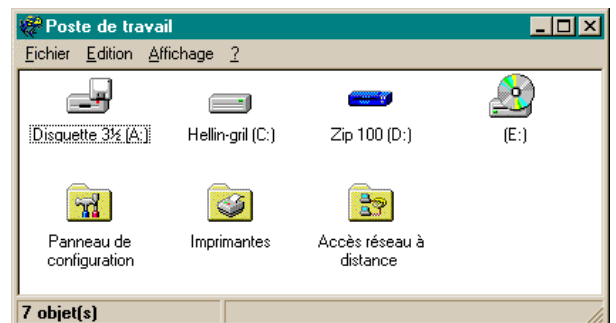 Poste de travail
Fichier Edition Affichage ?
Disquette 3½ (A:) Hellin-gril (C:) Zip 100 (D:) (E:)
Panneau de configuration Imprimantes Accès réseau à distance
7 objet(s)